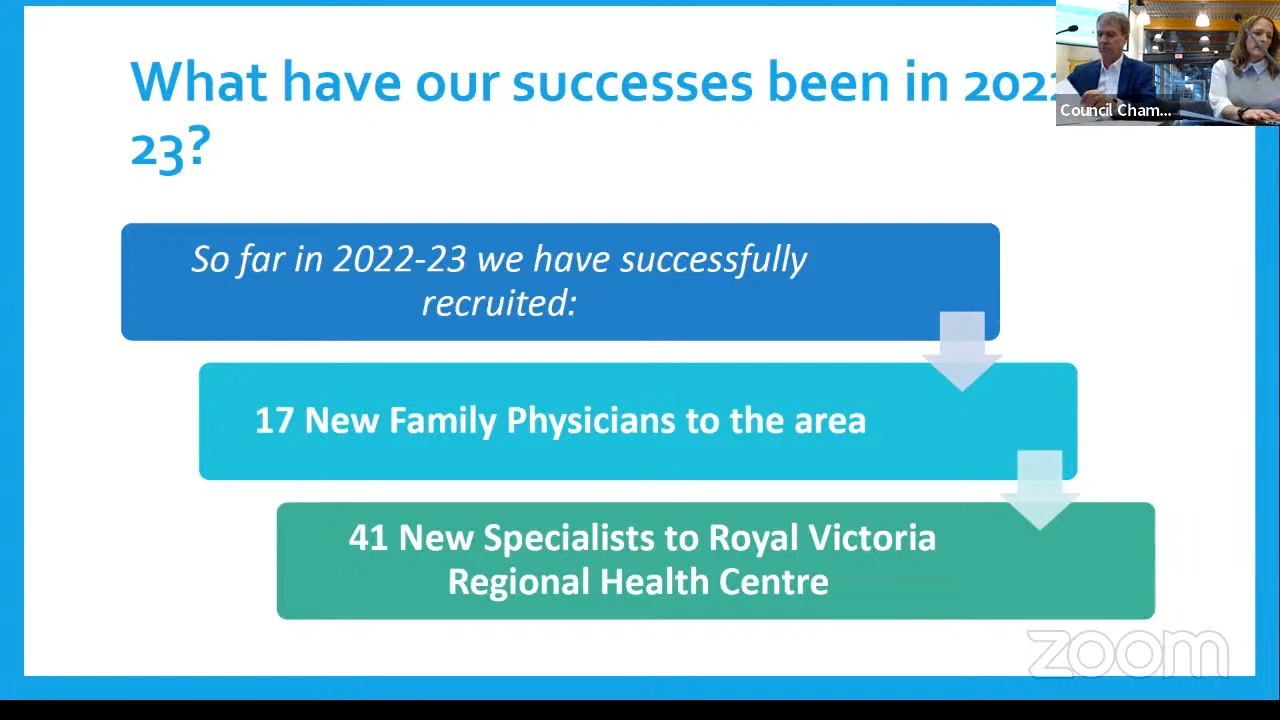 What have our successes been in 202
23?
Council Cham...
So far in 2022-23 we have successfully
recruited:
17 New Family Physicians to the area
41 New Specialists to Royal Victoria
Regional Health Centre
zoom